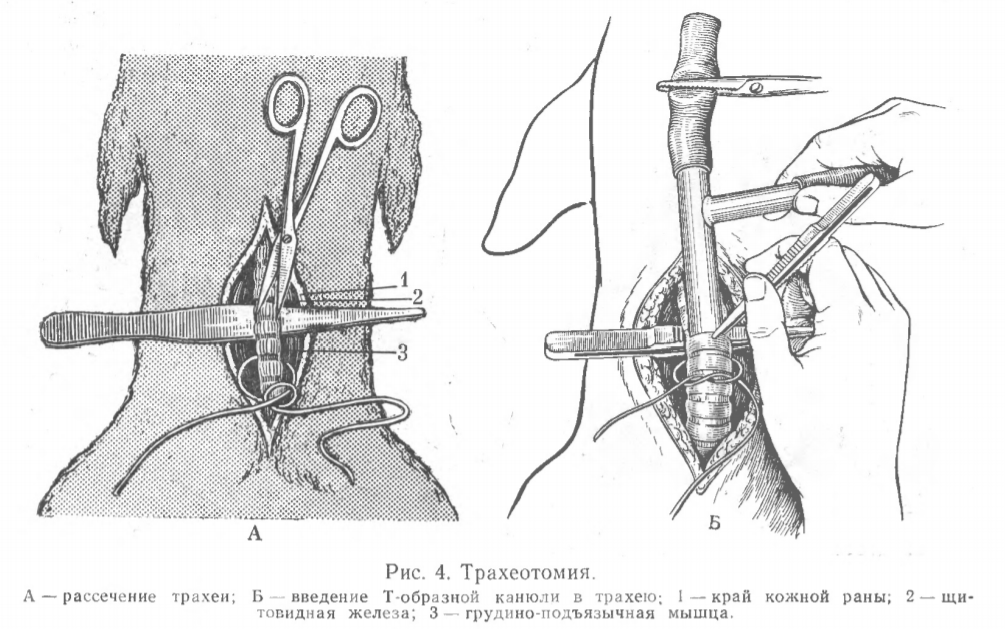 1
2
3
А
Б
Рис. 4. Трахеотомия.
А — рассечение трахеи; Б — введение Т-образной канюли в трахею; 1 — край кожной раны; 2 — щи-
товидная железа; 3 — грудино-подъязычная мышца.